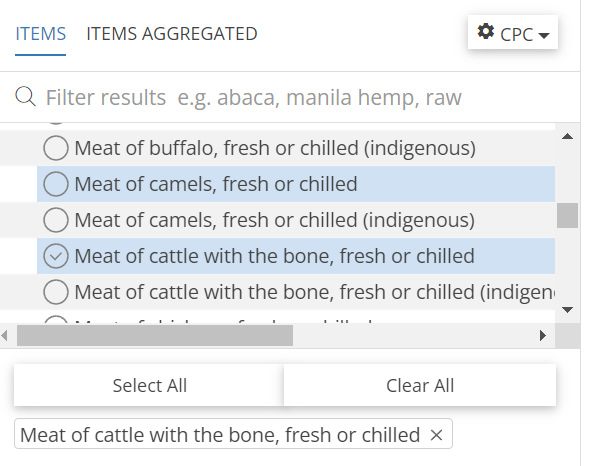 ITEMS ITEMS AGGREGATED CPC
Filter results e.g. abaca, manila hemp, raw
Meat of buffalo, fresh or chilled (indigenous)
Meat of camels, fresh or chilled
Meat of camels, fresh or chilled (indigenous)
Meat of cattle with the bone, fresh or chilled
Meat of cattle with the bone, fresh or chilled (indigen
Select All Clear All
Meat of cattle with the bone, fresh or chilled ×